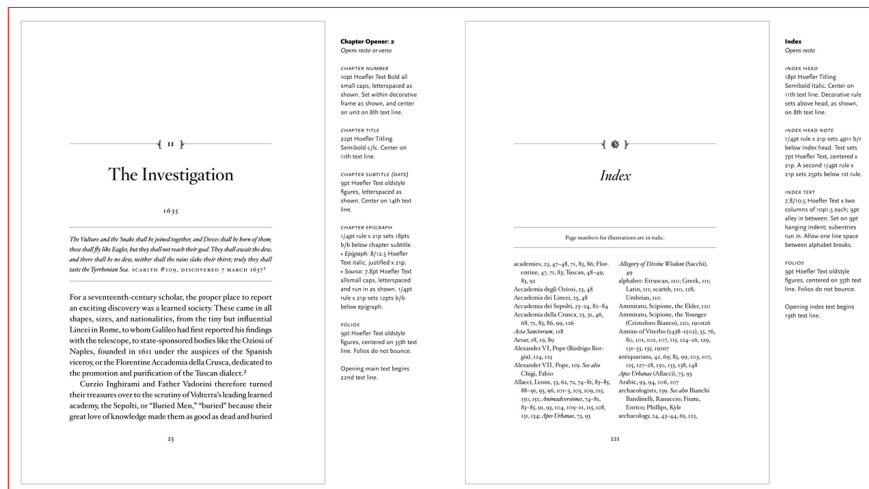 { II }
The Investigation
1635
The Vulture and the Snake shall be joined together, and Doves shall be born of them;
those shall fly like Eagles, but they shall not reach their goal. They shall await the dew,
and there shall be no dew, neither shall the rains slake their thirst; truly they shall
taste the Tyrrhenian Sea. SCARITH #109, DISCOVERED 7 MARCH 1637¹
For a seventeenth-century scholar, the proper place to report
an exciting discovery was a learned society. These came in all
shapes, sizes, and nationalities, from the tiny but influential
Lincei in Rome, to whom Galileo had first reported his findings
with the telescope, to state-sponsored bodies like the Oziosi of
Naples, founded in 1611 under the auspices of the Spanish
viceroy, or the Florentine Accademia della Crusca, dedicated to
the promotion and purification of the Tuscan dialect.²
Curzio Inghirami and Father Vadorini therefore turned
their treasures over to the scrutiny of Volterra's leading learned
academy, the Sepolti, or "Buried Men," "buried" because their
great love of knowledge made them as good as dead and buried
23
Chapter Opener: 2
Opens recto or verso
CHAPTER NUMBER
10pt Hoefler Text Bold all
small caps, letterspaced as
shown. Set within decorative
frame as shown, and center
on unit on 8th text line.
CHAPTER TITLE
22pt Hoefler Titling
Semibold c/lc. Center on
11th text line.
CHAPTER SUBTITLE (DATE)
9pt Hoefler Text oldstyle
figures, letterspaced as
shown. Center on 14th text
line.
CHAPTER EPIGRAPH
1/4pt rule x 21p sets 18pts
b/b below chapter subtitle.
• Epigraph: 8/12.5 Hoefler
Text italic, justified x 21p.
• Source: 7.8pt Hoefler Text
allsmall caps, letterspaced
and run in as shown. 1/4pt
rule x 21p sets 12pts b/b
below epigraph.
FOLIOS
9pt Hoefler Text oldstyle
figures, centered on 35th text
line. Folios do not bounce.
Opening main text begins
22nd text line.
Index
Page numbers for illustrations are in italic.
academies, 23, 47–48, 71, 83, 86; Flor-
entine, 47, 71, 83; Tuscan, 48–49,
83, 92
Accademia degli Oziosi, 23, 48
Accademia dei Lincei, 23, 48
Accademia dei Sepolti, 23–24, 82–84
Accademia della Crusca, 23, 31, 46,
68, 71, 83, 86, 99, 126
Acta Sanctorum, 118
Aesar, 18, 19, 89
Alexander VI, Pope (Rodrigo Bor-
gia), 124, 125
Alexander VII, Pope, 119. See also
Chigi, Fabio
Allacci, Leone, 53, 62, 72, 74–81, 83–85,
88–91, 93, 96, 101–3, 105, 109, 115,
130, 151; Animadversiones, 74–81,
83–85, 91, 93, 104, 109–11, 115, 128,
131, 134; Apes Urbanae, 73, 93
Allegory of Divine Wisdom (Sacchi),
49
alphabet: Etruscan, 110; Greek, 111;
Latin, 111; scarith, 110, 128;
Umbrian, 110
Ammirato, Scipione, the Elder, 120
Ammirato, Scipione, the Younger
(Cristoforo Bianco), 120, 190n26
Annius of Viterbo (1438–1502), 33, 76,
80, 101, 102, 107, 115, 124–26, 129,
131–33, 135, 191n7
antiquarians, 42, 69, 85, 99, 103, 107,
125, 127–28, 130, 133, 138, 148
Apes Urbanae (Allacci), 73, 93
Arabic, 93, 94, 106, 107
archaeologists, 139. See also Bianchi
Bandinelli, Ranuccio; Fiumi,
Enrico; Phillips, Kyle
archaeology, 24, 43–44, 65, 123,
221
Index
Opens recto
INDEX HEAD
18pt Hoefler Titling
Semibold Italic. Center on
11th text line. Decorative rule
sets above head, as shown,
on 8th text line.
INDEX HEAD NOTE
1/4pt rule x 21p sets 4p11 b/r
below Index head. Text sets
7pt Hoefler Text, centered x
21p. A second 1/4pt rule x
21p sets 25pts below 1st rule.
INDEX TEXT
7.8/10.5 Hoefler Text x two
columns of 10p1.5 each; 9pt
alley in between. Set on 9pt
hanging indent; subentries
run in. Allow one line space
between alphabet breaks.
FOLIOS
9pt Hoefler Text oldstyle
figures, centered on 35th text
line. Folios do not bounce.
Opening index text begins
15th text line.